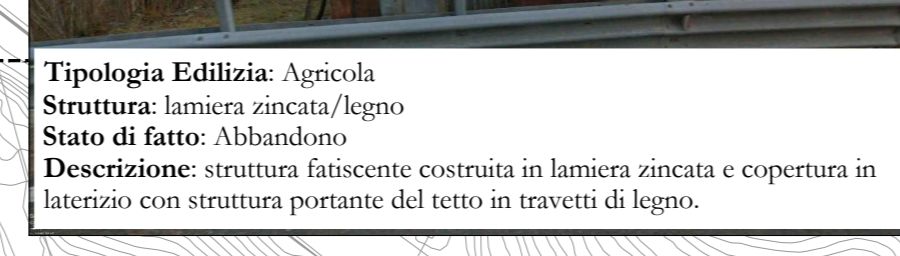 Tipologia Edilizia: Agricola
Struttura: lamiera zincata/legno
Stato di fatto: Abbandono
Descrizione: struttura fatiscente costruita in lamiera zincata e copertura in
laterizio con struttura portante del tetto in travetti di legno.